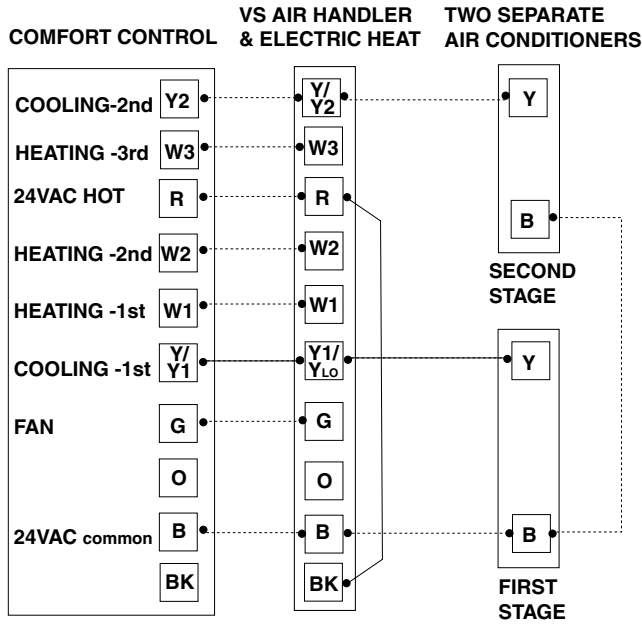 COMFORT CONTROL
VS AIR HANDLER
& ELECTRIC HEAT
TWO SEPARATE
AIR CONDITIONERS
COOLING-2nd Y2 Y/ Y2 Y
HEATING -3rd W3 W3
24VAC HOT R R
B
HEATING -2nd W2 W2
SECOND
STAGE
HEATING -1st W1 W1
COOLING -1st Y/ Y1 Y1/ YLO Y
FAN G G
O O
24VAC common B B B
BK BK
FIRST
STAGE